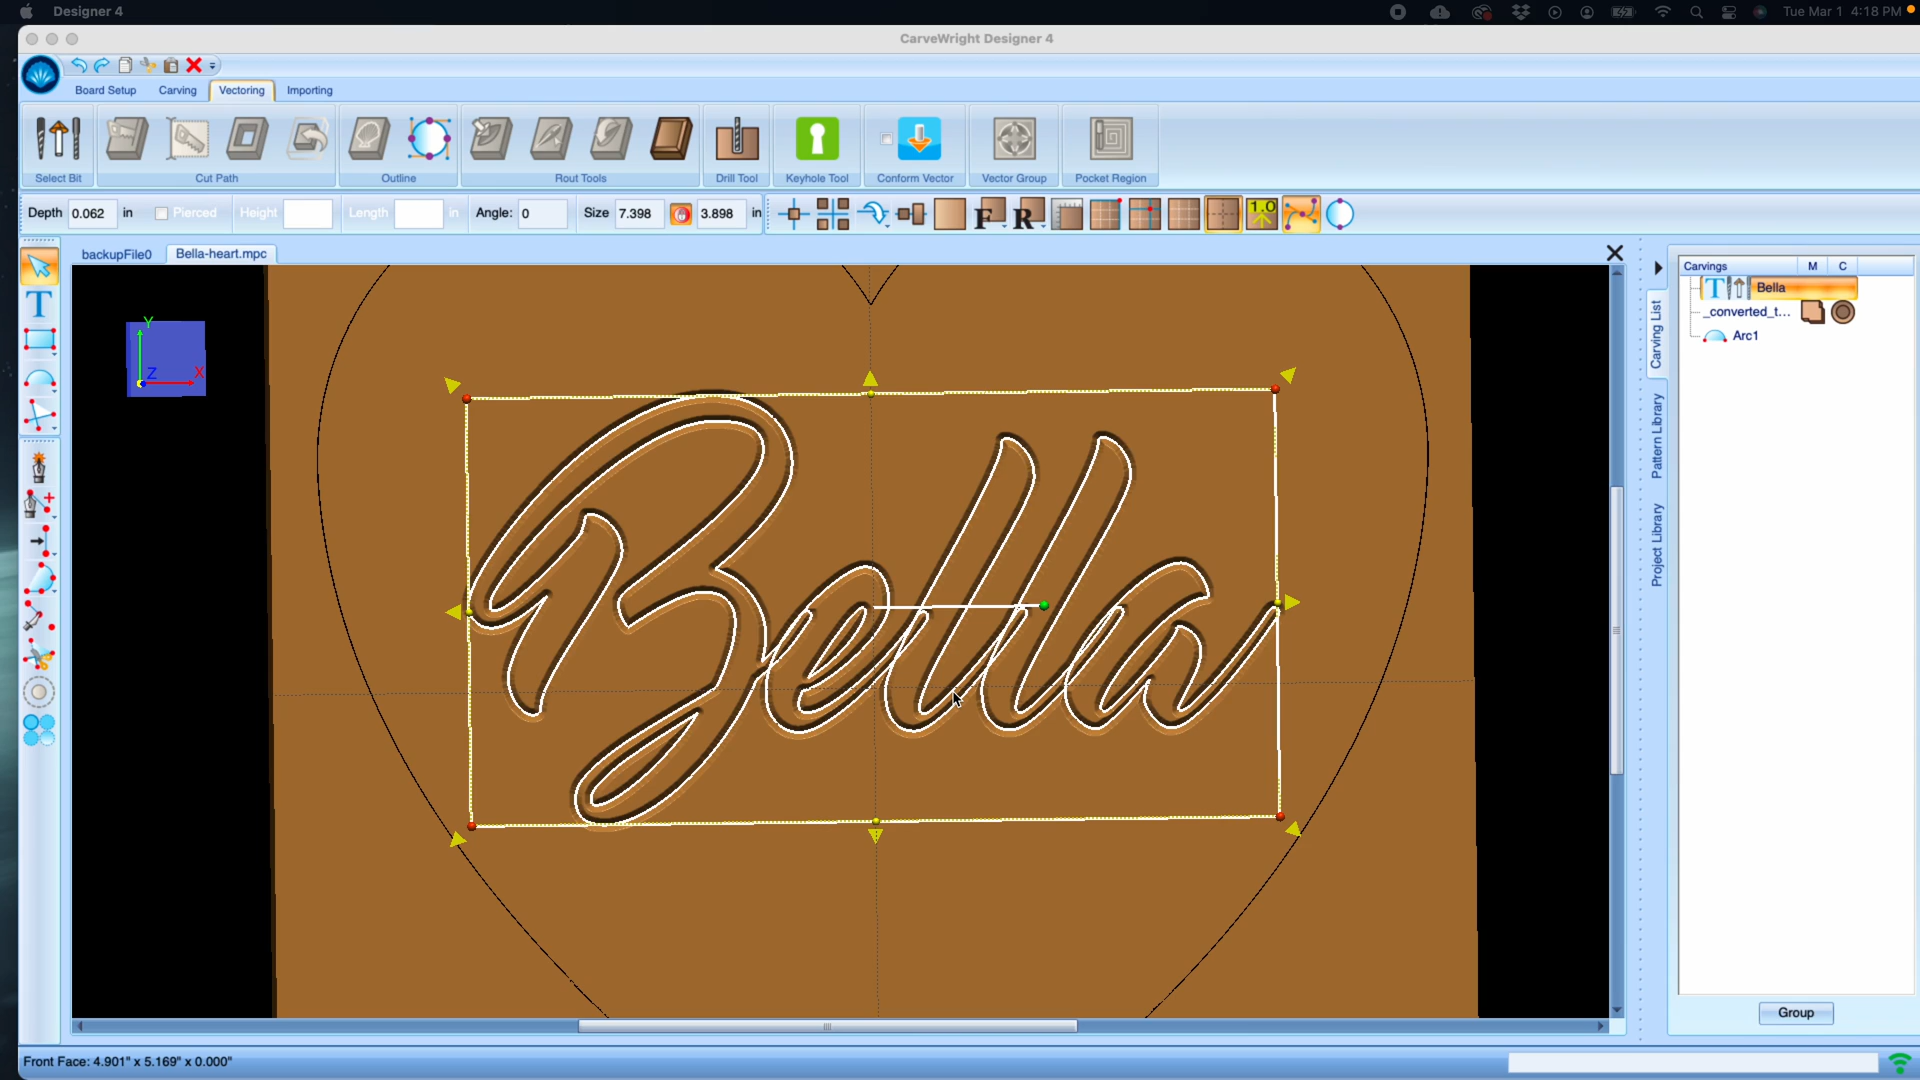 Designer 4
Tue Mar 1 4:18 PM
CarveWright Designer 4
Board Setup Carving Vectoring Importing
Select Bit Cut Path Outline Rout Tools Drill Tool Keyhole Tool Conform Vector Vector Group Pocket Region
Depth 0.062 in Pierced Height Length in Angle: 0 Size 7.398 3.898 in F R 1.0
backupFile0 Bella-heart.mpc
Carvings M C
T Bella
_converted_t...
Arc1
T
Y
Z X
Carving List
Pattern Library
Project Library
Bella
Group
Front Face: 4.901" x 5.169" x 0.000"